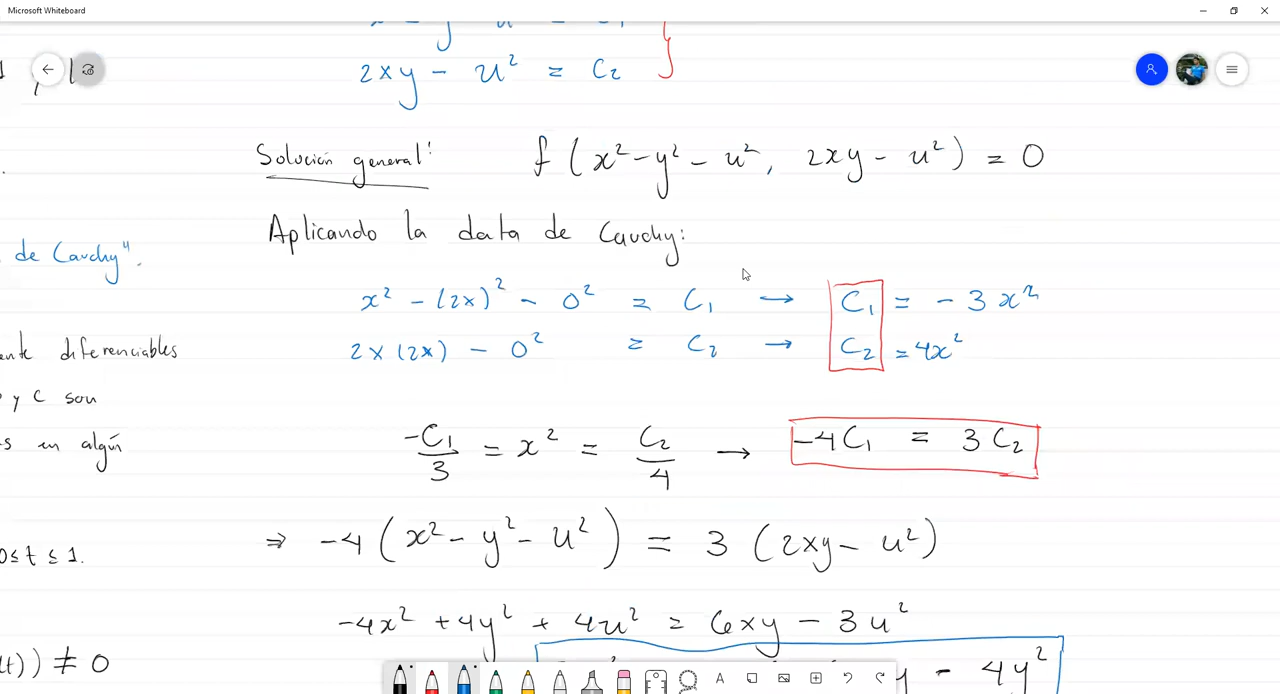 Microsoft Whiteboard
2xy - u² = C₂
Solución general:
f(x² - y² - u², 2xy - u²) = 0
Aplicando la data de Cauchy:
de Cauchy".
x² - (2x)² - 0² = C₁ → C₁ = -3x²
2x(2x) - 0² = C₂ → C₂ = 4x²
diferenciables
y C son
s en algún
-C₁/3 = x² = C₂/4 → -4C₁ = 3C₂
⇒ -4(x² - y² - u²) = 3(2xy - u²)
0 ≤ t ≤ 1.
-4x² + 4y² + 4u² = 6xy - 3u²
(t)) ≠ 0
y - 4y²
A